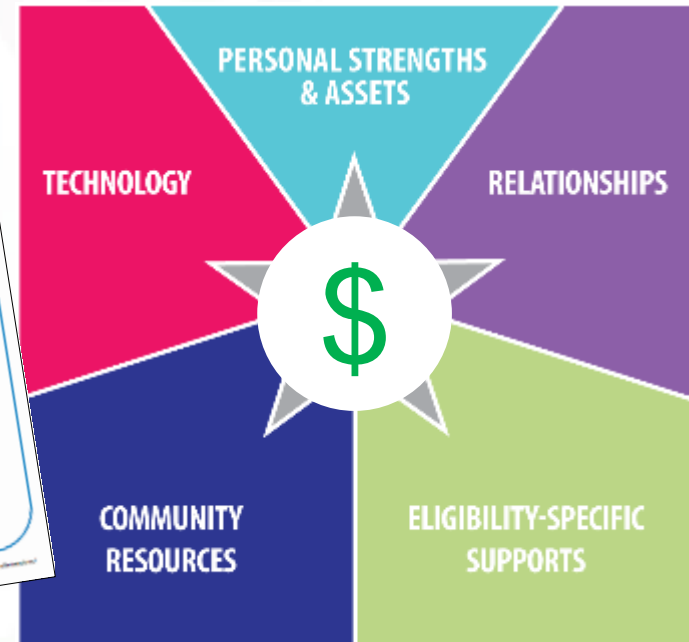 PERSONAL STRENGTHS
& ASSETS
TECHNOLOGY
RELATIONSHIPS
$
COMMUNITY
RESOURCES
ELIGIBILITY-SPECIFIC
SUPPORTS